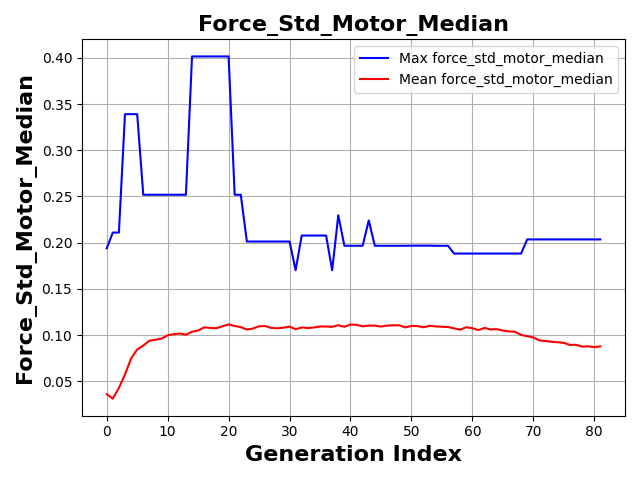 Force_Std_Motor_Median
Max force_std_motor_median
Mean force_std_motor_median
Force_Std_Motor_Median
0.40
0.35
0.30
0.25
0.20
0.15
0.10
0.05
0 10 20 30 40 50 60 70 80
Generation Index